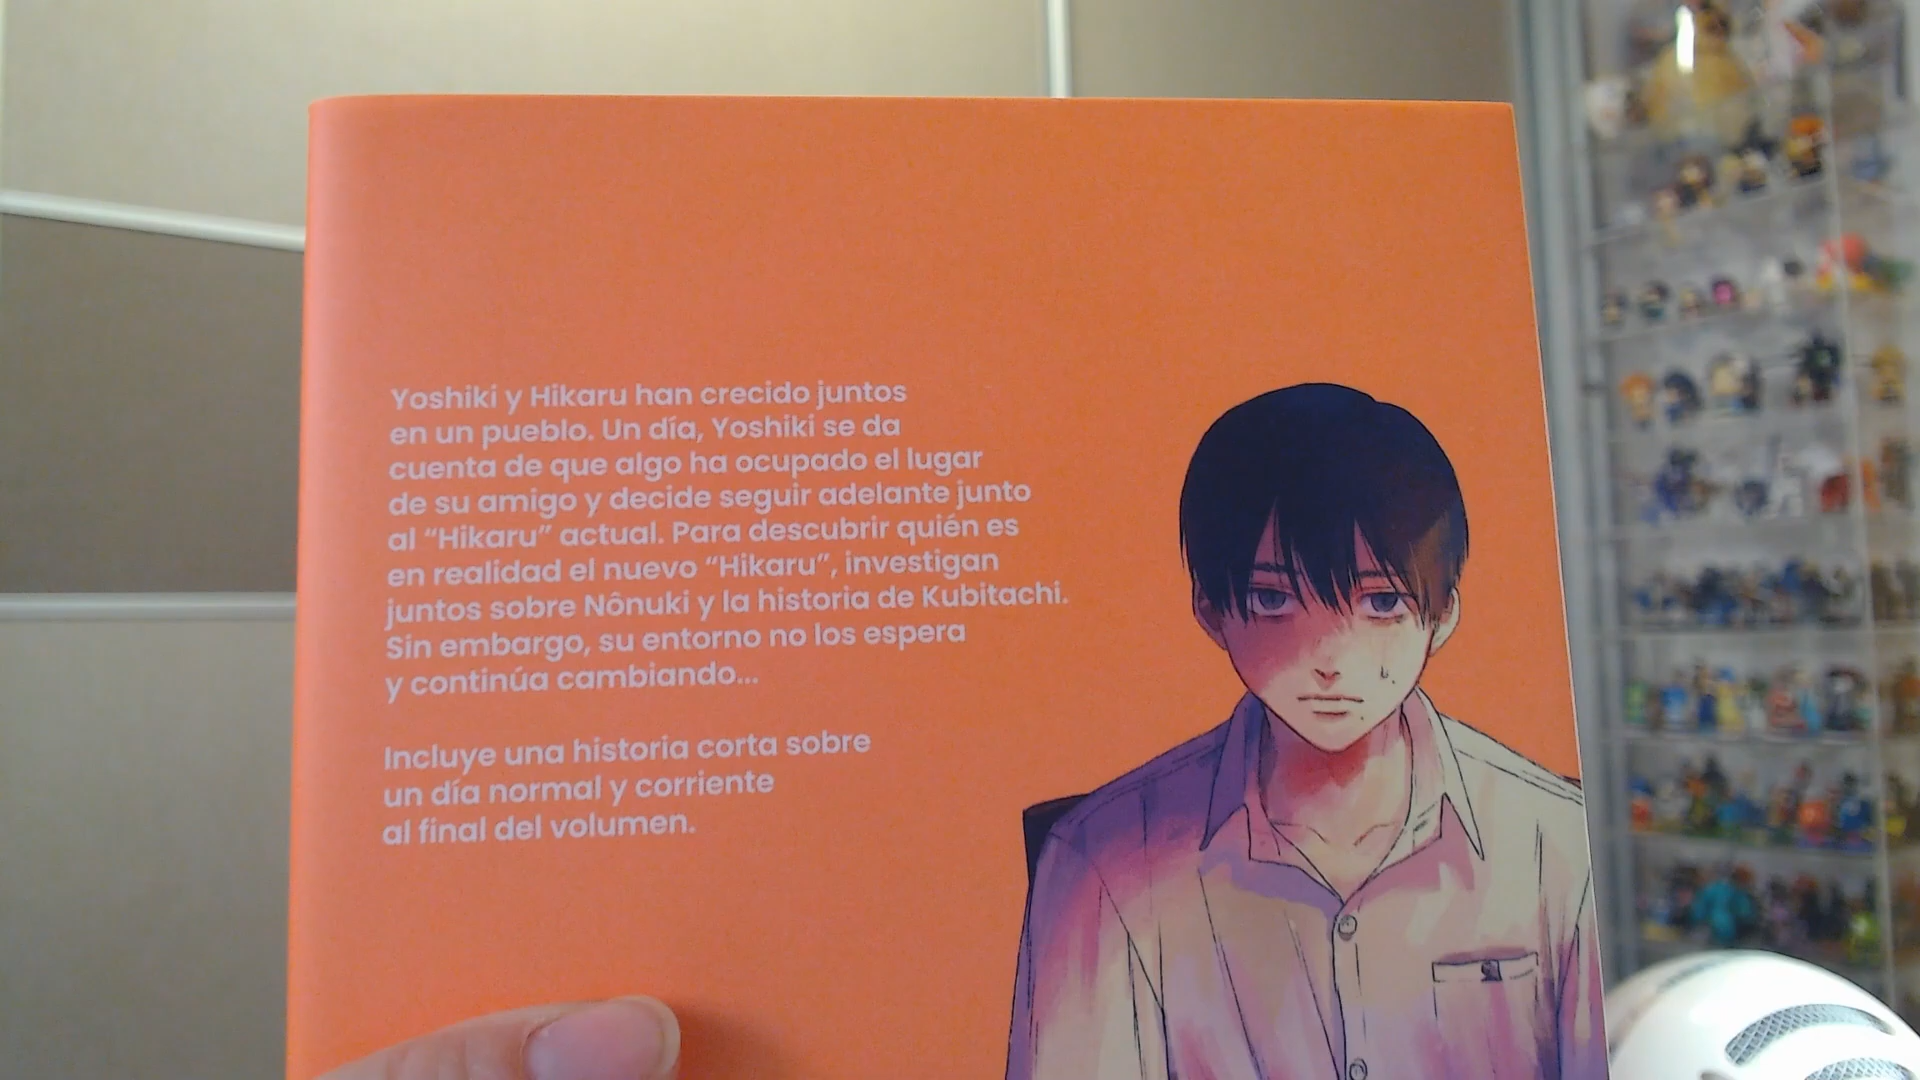 Yoshiki y Hikaru han crecido juntos
en un pueblo. Un día, Yoshiki se da
cuenta de que algo ha ocupado el lugar
de su amigo y decide seguir adelante junto
al “Hikaru” actual. Para descubrir quién es
en realidad el nuevo “Hikaru”, investigan
juntos sobre Nônuki y la historia de Kubitachi.
Sin embargo, su entorno no los espera
y continúa cambiando...
Incluye una historia corta sobre
un día normal y corriente
al final del volumen.